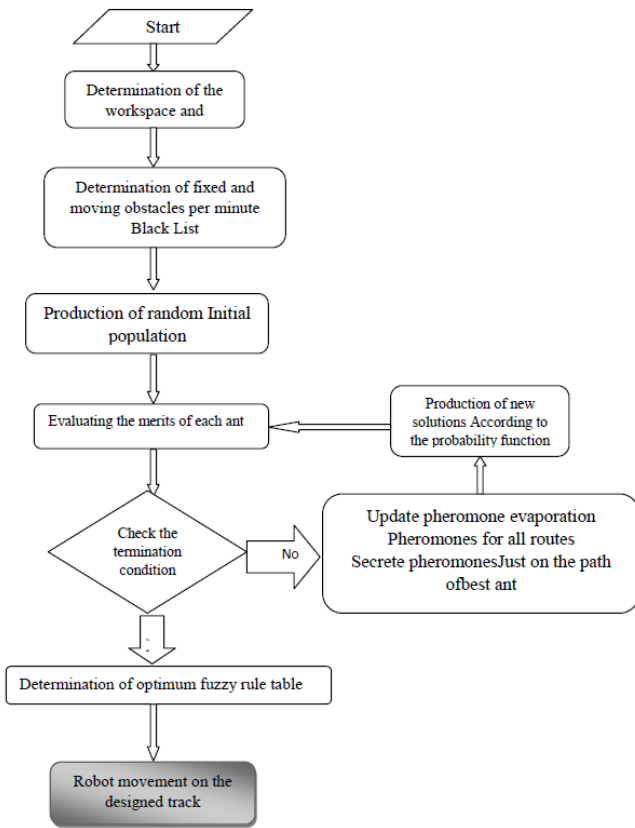 Start
Determination of the
workspace and
Determination of fixed and
moving obstacles per minute
Black List
Production of random Initial
population
Evaluating the merits of each ant
Production of new
solutions According to
the probability function
Check the
termination
condition
No
Update pheromone evaporation
Pheromones for all routes
Secrete pheromonesJust on the path
ofbest ant
Determination of optimum fuzzy rule table
Robot movement on the
designed track